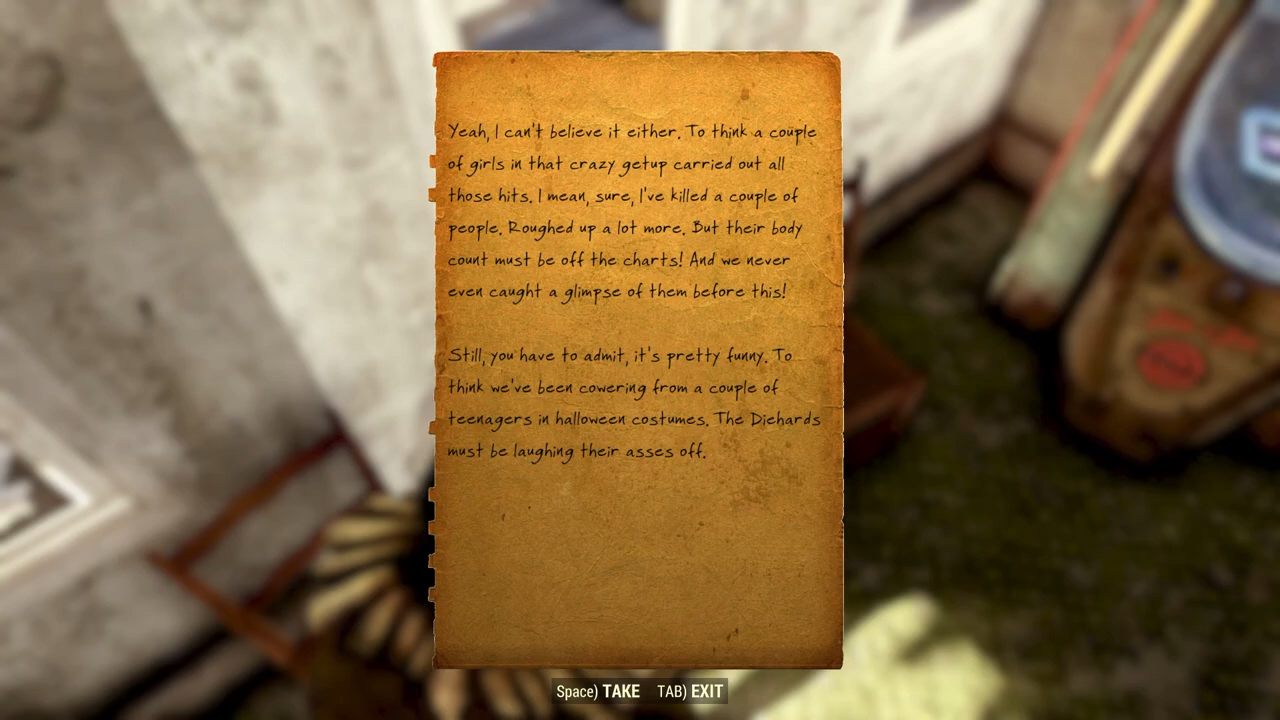 Yeah, I can't believe it either. To think a couple
of girls in that crazy getup carried out all
those hits. I mean, sure, I've killed a couple of
people. Roughed up a lot more. But their body
count must be off the charts! And we never
even caught a glimpse of them before this!
Still, you have to admit, it's pretty funny. To
think we've been cowering from a couple of
teenagers in halloween costumes. The Diehards
must be laughing their asses off.
Space) TAKE TAB) EXIT